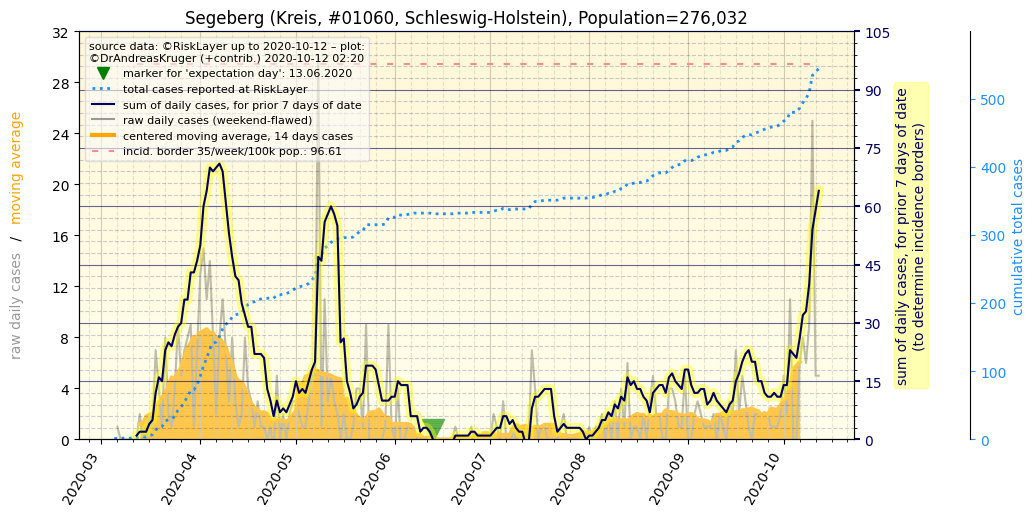 Segeberg (Kreis, #01060, Schleswig-Holstein), Population=276,032
source data: ©RiskLayer up to 2020-10-12 – plot:
©DrAndreasKruger (+contrib.) 2020-10-12 02:20
marker for 'expectation day': 13.06.2020
total cases reported at RiskLayer
sum of daily cases, for prior 7 days of date
raw daily cases (weekend-flawed)
centered moving average, 14 days cases
incid. border 35/week/100k pop.: 96.61
raw daily cases / moving average
32
28
24
20
16
12
8
4
0
105
90
75
60
45
30
15
0
sum of daily cases, for prior 7 days of date
(to determine incidence borders)
500
400
300
200
100
0
cumulative total cases
2020-03
2020-04
2020-05
2020-06
2020-07
2020-08
2020-09
2020-10